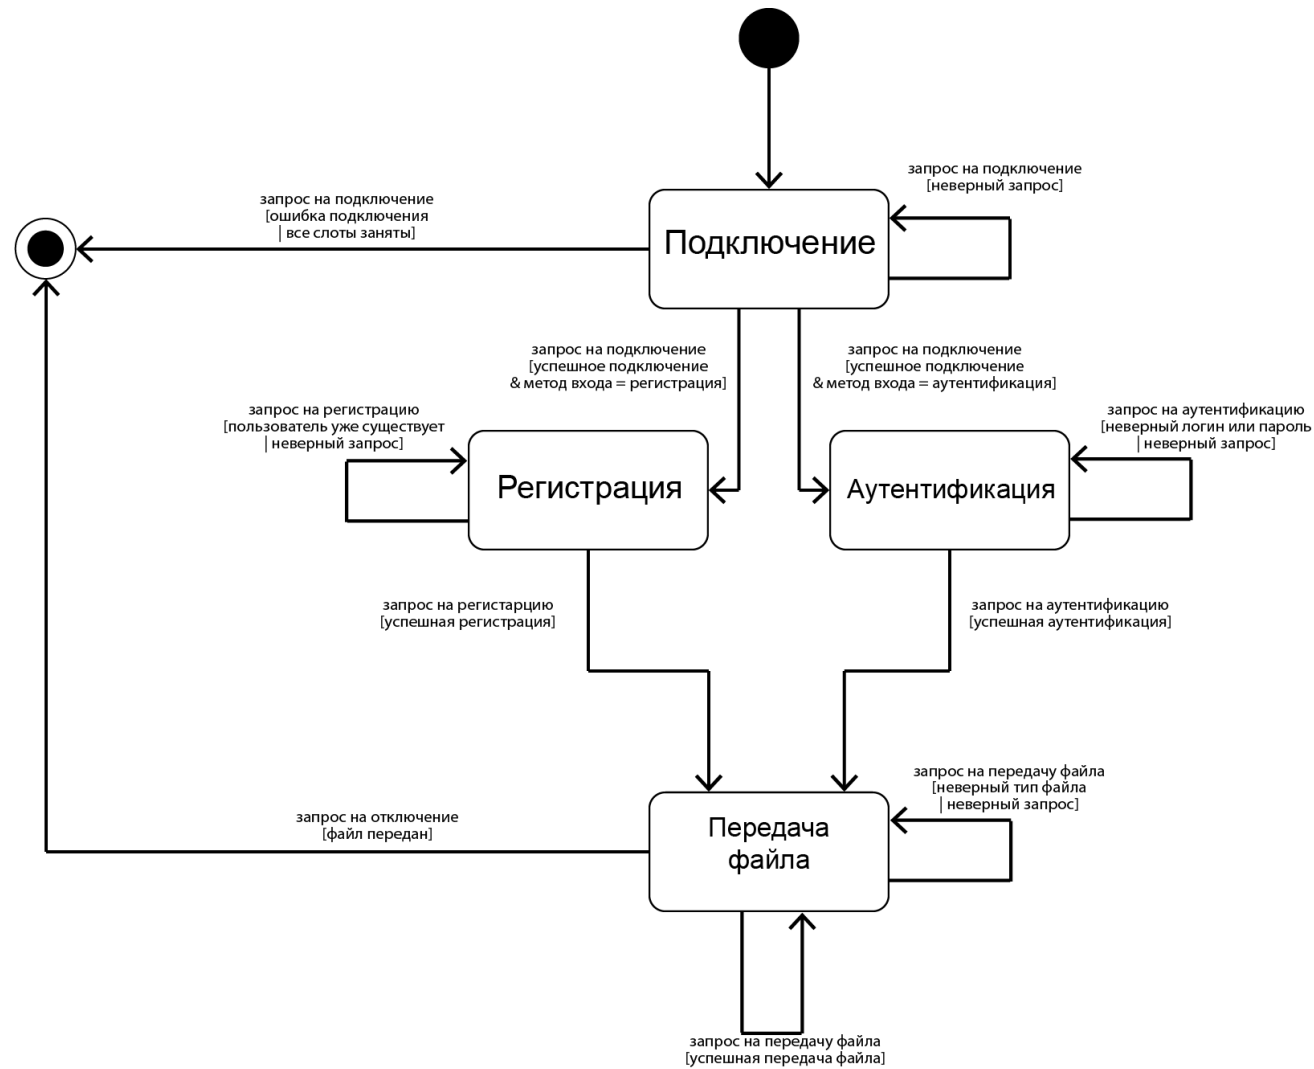 запрос на подключение
[неверный запрос]
запрос на подключение
[ошибка подключения
| все слоты заняты]
Подключение
запрос на подключение
[успешное подключение
& метод входа = регистрация]
запрос на подключение
[успешное подключение
& метод входа = аутентификация]
запрос на регистрацию
[пользователь уже существует
| неверный запрос]
запрос на аутентификацию
[неверный логин или пароль
| неверный запрос]
Регистрация
Аутентификация
запрос на регистарцию
[успешная регистрация]
запрос на аутентификацию
[успешная аутентификация]
запрос на передачу файла
[неверный тип файла
| неверный запрос]
запрос на отключение
[файл передан]
Передача
файла
запрос на передачу файла
[успешная передача файла]